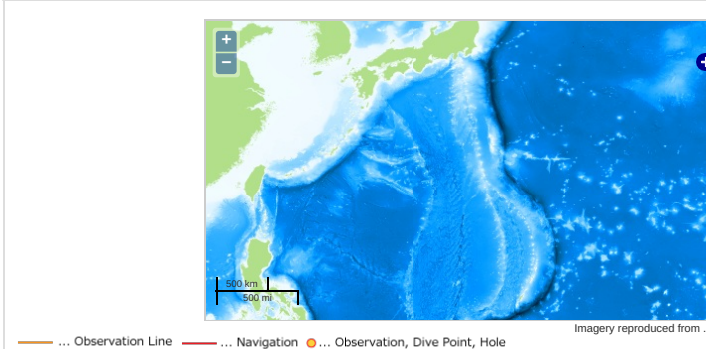 +
−
500 km
500 mi
Imagery reproduced from .
... Observation Line ... Navigation ... Observation, Dive Point, Hole